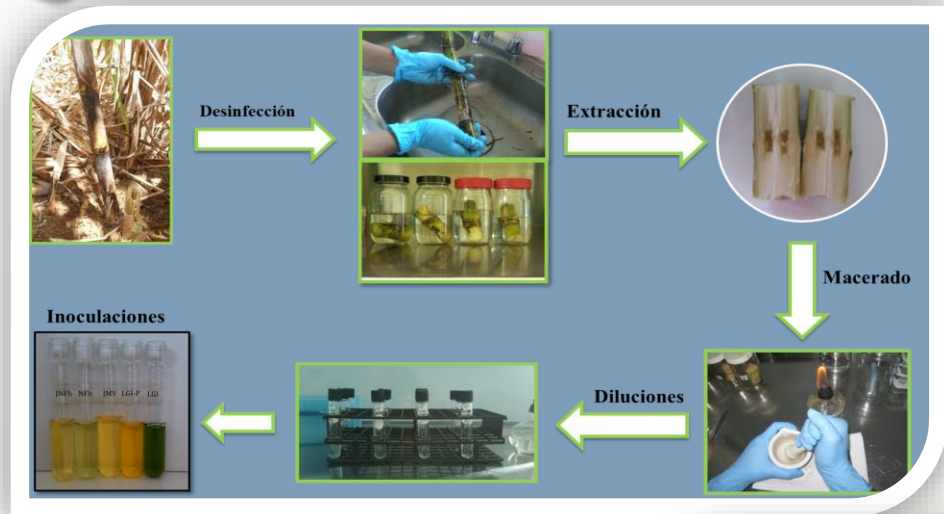 Desinfección
Extracción
Macerado
Diluciones
Inoculaciones
JNFb NFb JMV LGI-P LGI